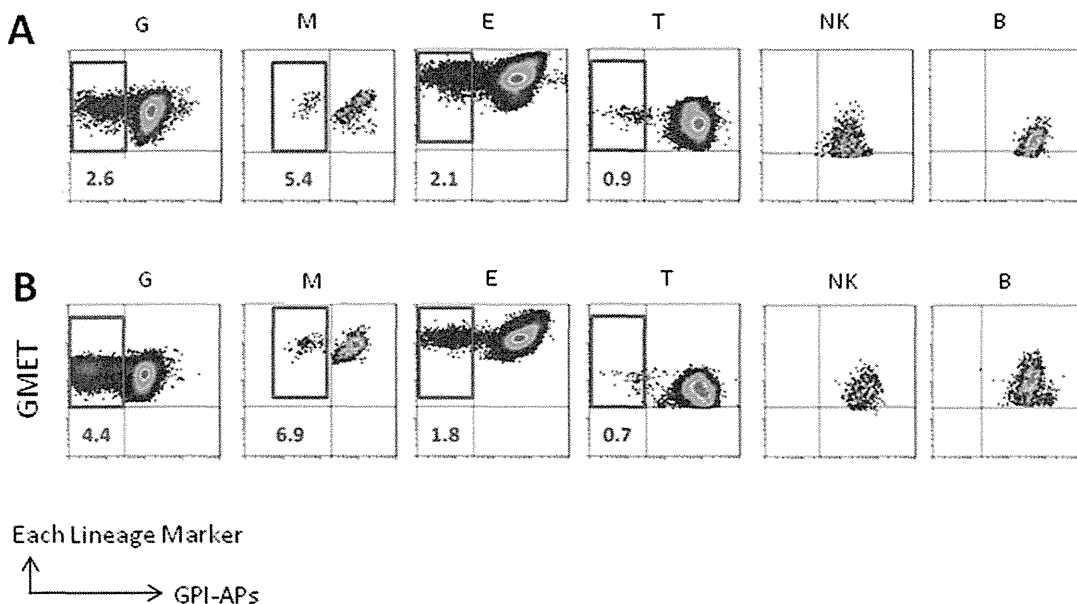 A
G M E T NK B
2.6 5.4 2.1 0.9
B
G M E T NK B
GMET
4.4 6.9 1.8 0.7
Each Lineage Marker
GPI-APs